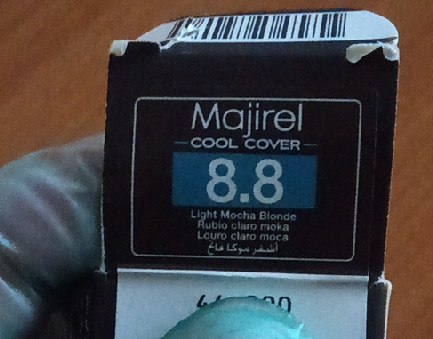 Majirel
COOL COVER
8.8
Light Mocha Blonde
Rubio claro moka
Louro claro moca
أشقر موكا فاتح